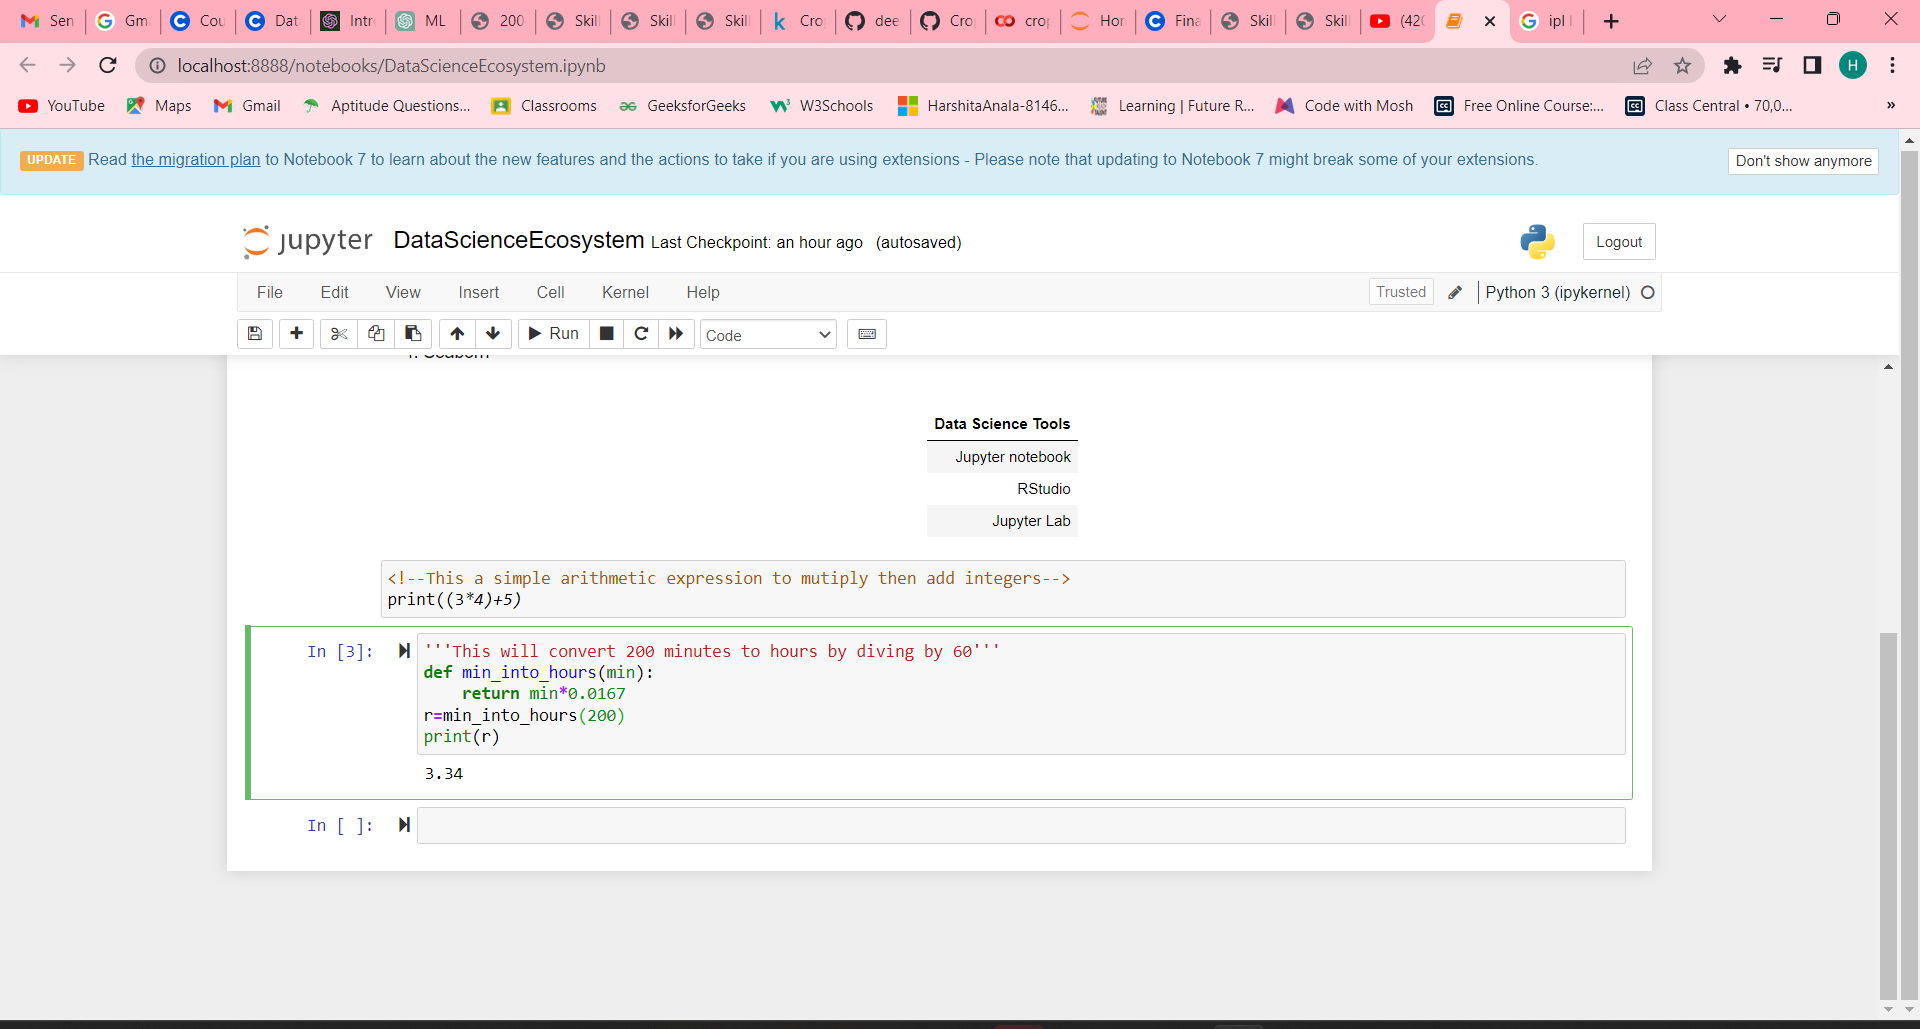 Sen Gm Cou Dat Intr ML 200 Skil Skil Skil Cro dee Cro crop Hor Fina Skil Skil (420 ipl
localhost:8888/notebooks/DataScienceEcosystem.ipynb H
YouTube Maps Gmail Aptitude Questions... Classrooms GeeksforGeeks W3Schools HarshitaAnala-8146... Learning | Future R... Code with Mosh Free Online Course:... Class Central • 70,0... »
UPDATE Read the migration plan to Notebook 7 to learn about the new features and the actions to take if you are using extensions - Please note that updating to Notebook 7 might break some of your extensions. Don't show anymore
jupyter DataScienceEcosystem Last Checkpoint: an hour ago (autosaved) Logout
File Edit View Insert Cell Kernel Help Trusted Python 3 (ipykernel)
Run Code
Data Science Tools
Jupyter notebook
RStudio
Jupyter Lab
<!--This a simple arithmetic expression to mutiply then add integers-->
print((3*4)+5)
In [3]: '''This will convert 200 minutes to hours by diving by 60'''
def min_into_hours(min):
return min*0.0167
r=min_into_hours(200)
print(r)
3.34
In [ ]: